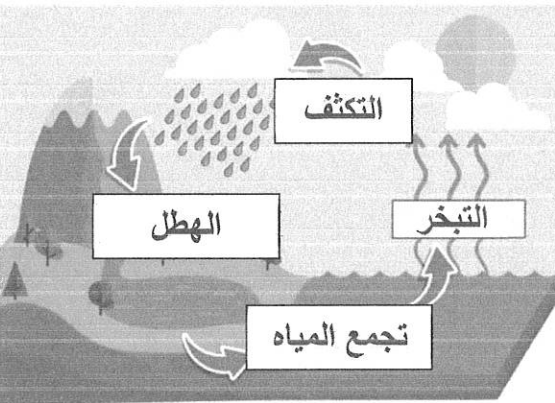 التكثف
التبخر
الهطل
تجمع المياه